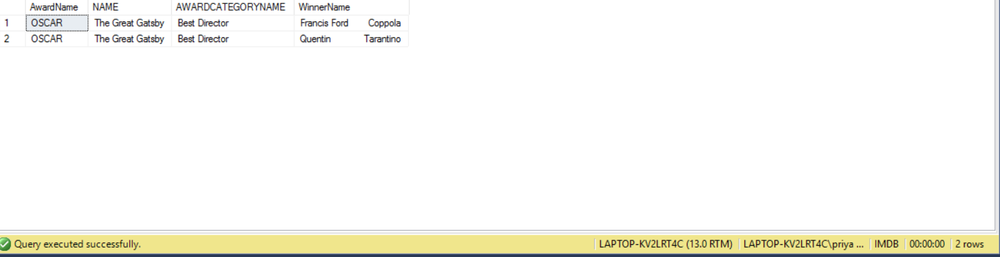 AwardName NAME AWARDCATEGORYNAME WinnerName
1 OSCAR The Great Gatsby Best Director Francis Ford Coppola
2 OSCAR The Great Gatsby Best Director Quentin Tarantino
Query executed successfully. LAPTOP-KV2LRT4C (13.0 RTM) LAPTOP-KV2LRT4C\priya ... IMDB 00:00:00 2 rows